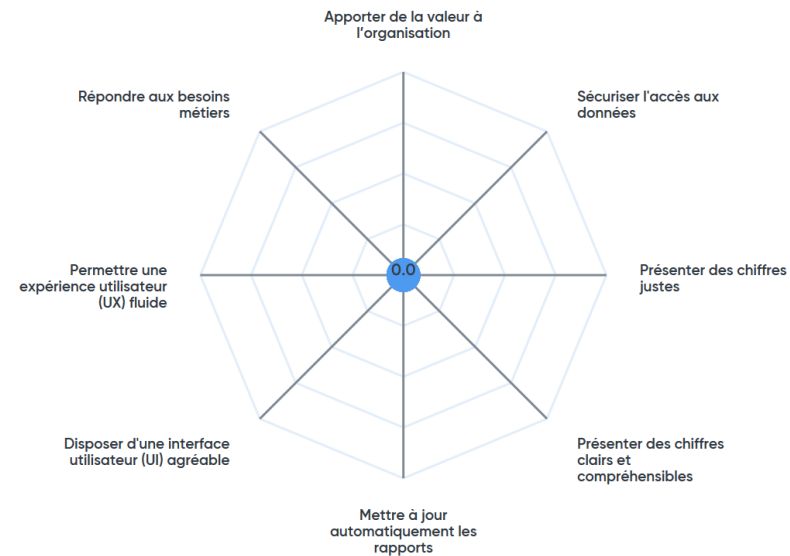 Apporter de la valeur à
l’organisation
Sécuriser l'accès aux
données
Présenter des chiffres
justes
Présenter des chiffres
clairs et
compréhensibles
Mettre à jour
automatiquement les
rapports
Disposer d'une interface
utilisateur (UI) agréable
Permettre une
expérience utilisateur
(UX) fluide
Répondre aux besoins
métiers
0.0